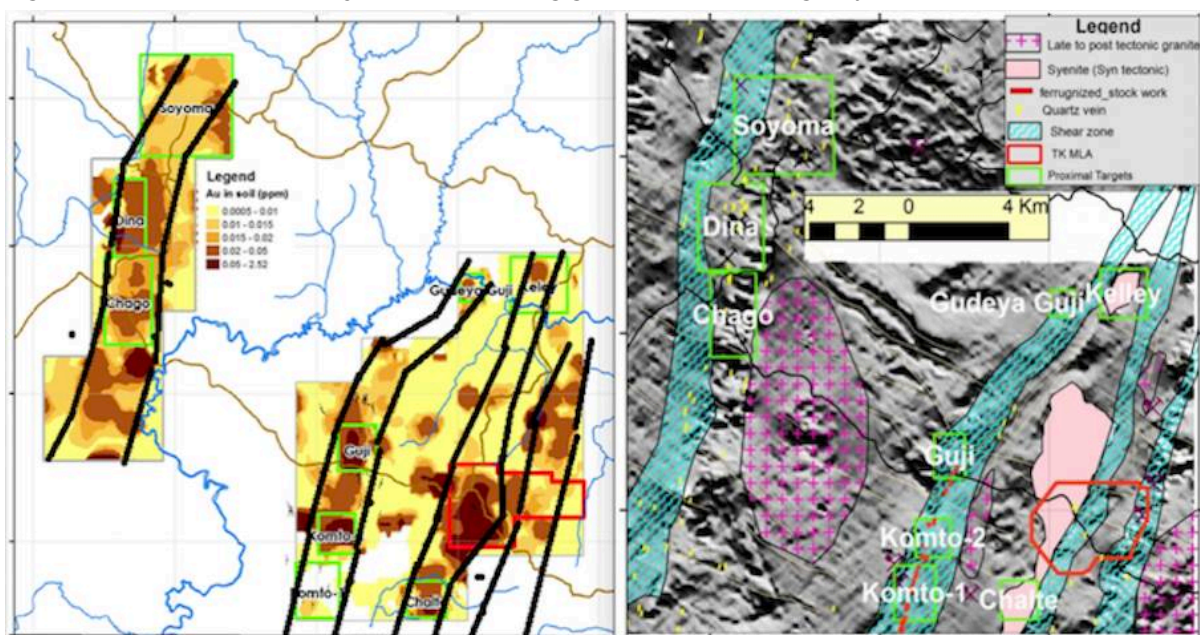 Soyoma
Legend
Au in soil (ppm)
0.0005 - 0.01
0.01 - 0.015
0.015 - 0.02
0.02 - 0.05
0.05 - 2.52
Dina
Chago
Gudeya Guji
Guji
Chalte
Legend
Late to post tectonic granite
Syenite (Syn tectonic)
ferrugnized_stock work
Quartz vein
Shear zone
TK MLA
Proximal Targets
Soyoma
4 2 0 4 Km
Dina
Chago
Gudeya Guji
Kelley
Guji
Komto-2
Komto-1
Chalte